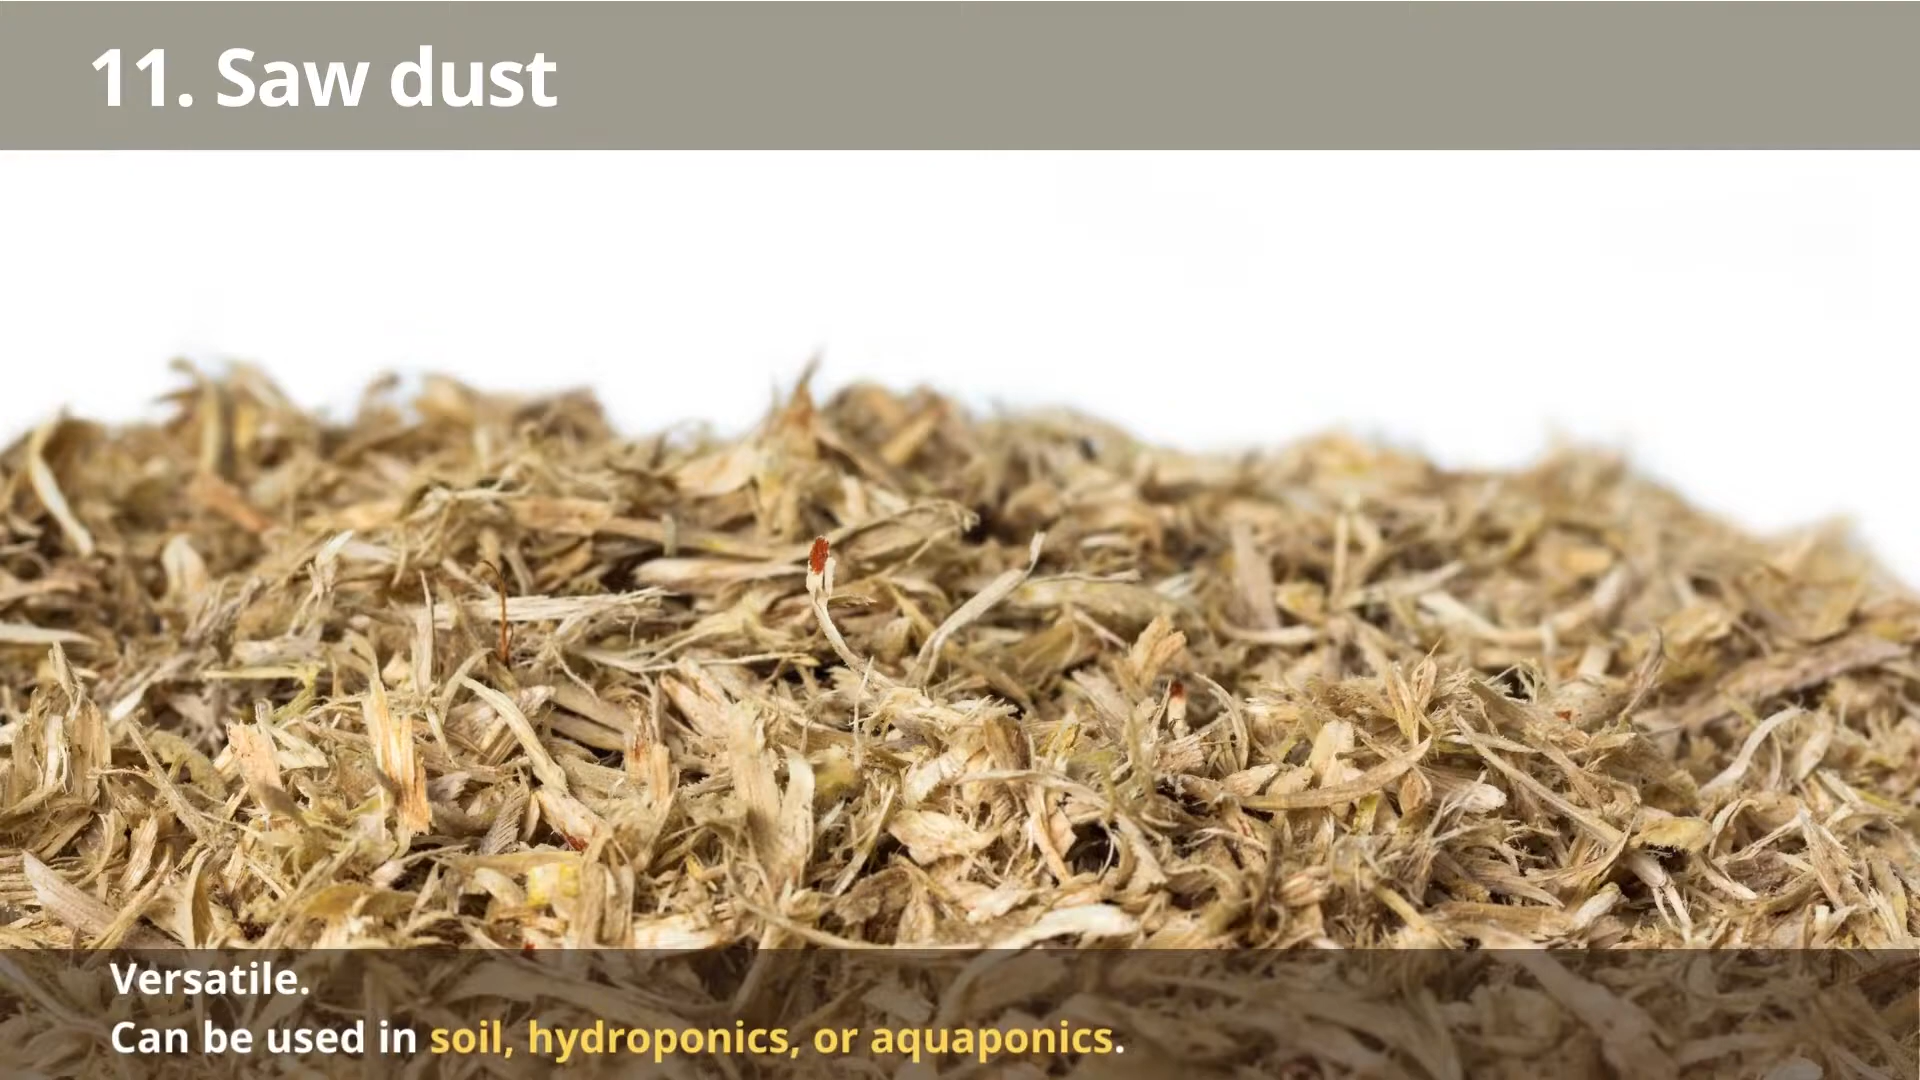 11. Saw dust
Versatile.
Can be used in soil, hydroponics, or aquaponics.